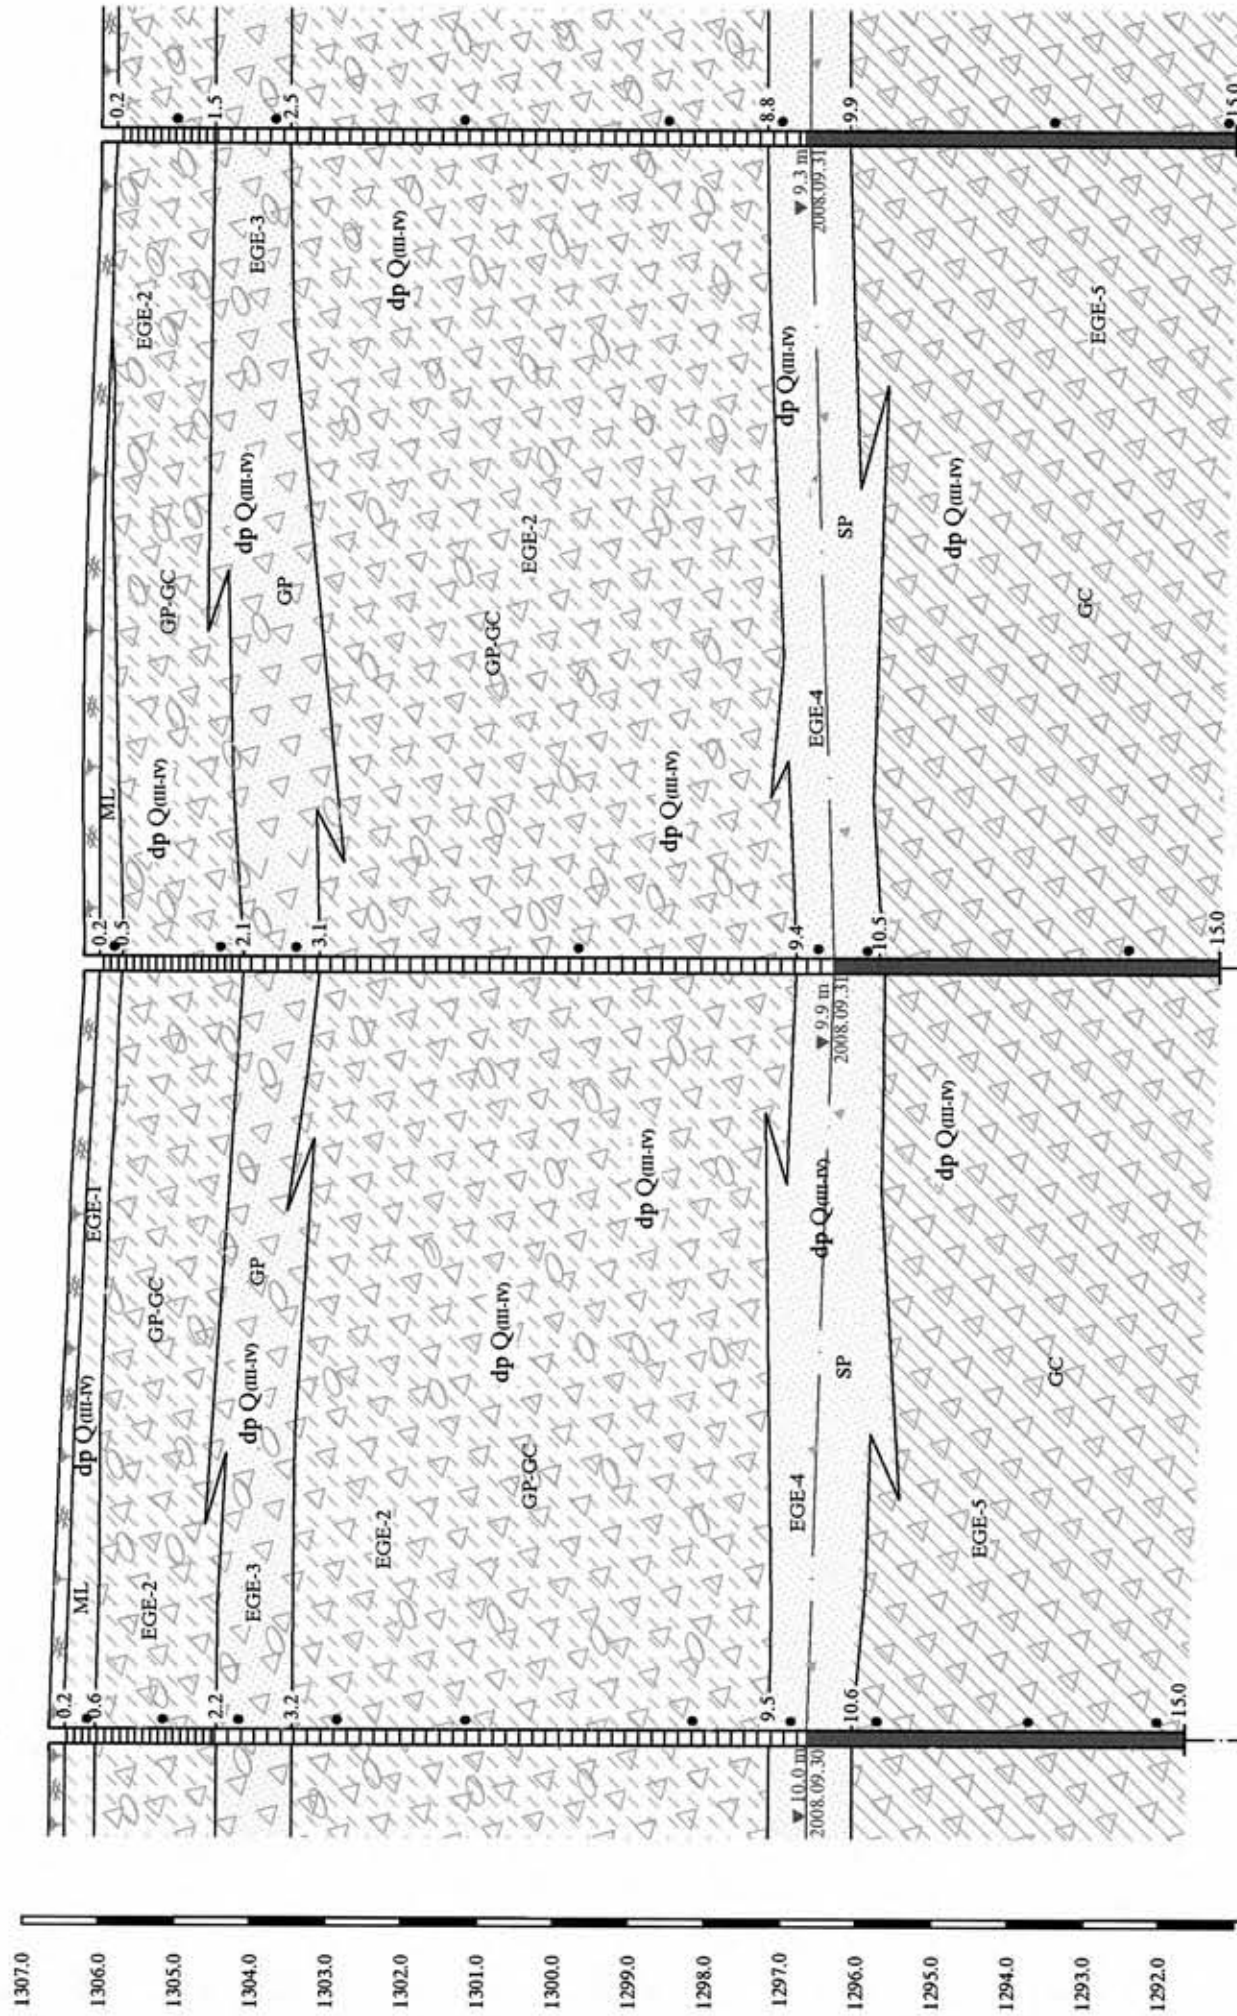 1307.0
1306.0
1305.0
1304.0
1303.0
1302.0
1301.0
1300.0
1299.0
1298.0
1297.0
1296.0
1295.0
1294.0
1293.0
1292.0
0.2
0.6
2.2
3.2
9.5
10.6
15.0
▼ 10.0 m
2008.09.30
ML
dp Q(III-IV)
EGE-1
EGE-2
GP-GC
EGE-3
dp Q(III-IV)
GP
EGE-2
GP-GC
dp Q(III-IV)
dp Q(III-IV)
EGE-4
SP
dp Q(III-IV)
EGE-5
GC
dp Q(III-IV)
▼ 9.9 m
2008.09.31
0.2
0.5
2.1
3.1
9.4
10.5
15.0
ML
dp Q(III-IV)
GP-GC
EGE-2
GP
dp Q(III-IV)
EGE-3
dp Q(III-IV)
GP-GC
EGE-2
dp Q(III-IV)
EGE-4
SP
dp Q(III-IV)
GC
dp Q(III-IV)
EGE-5
▼ 9.3 m
2008.09.31
0.2
1.5
2.5
8.8
9.9
15.0